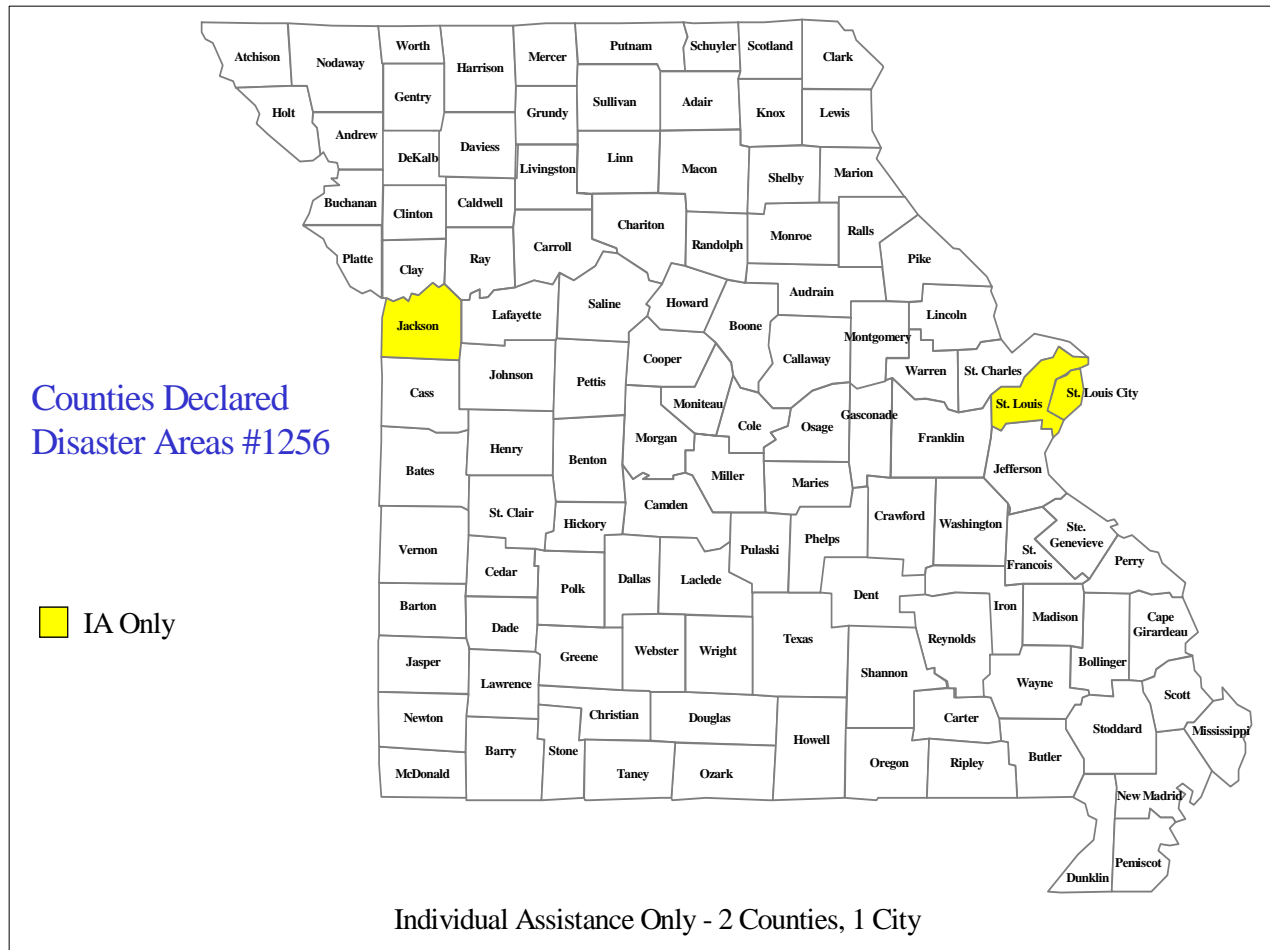 Atchison
Nodaway
Worth
Harrison
Mercer
Putnam
Schuyler
Scotland
Clark
Holt
Gentry
Grundy
Sullivan
Adair
Knox
Lewis
Andrew
DeKalb
Daviess
Livingston
Linn
Macon
Shelby
Marion
Buchanan
Clinton
Caldwell
Chariton
Randolph
Monroe
Ralls
Platte
Clay
Ray
Carroll
Pike
Jackson
Lafayette
Saline
Howard
Boone
Audrain
Callaway
Montgomery
Lincoln
Warren
St. Charles
St. Louis
St. Louis City
Cass
Johnson
Pettis
Cooper
Moniteau
Cole
Osage
Gasconade
Franklin
Jefferson
Counties Declared
Disaster Areas #1256
Bates
Henry
Benton
Morgan
Miller
Maries
Camden
St. Clair
Hickory
Pulaski
Phelps
Crawford
Washington
St.
Francois
Ste.
Genevieve
Perry
Vernon
Cedar
Polk
Dallas
Laclede
Dent
Iron
Madison
Cape
Girardeau
Bollinger
IA Only
Barton
Dade
Greene
Webster
Wright
Texas
Shannon
Reynolds
Wayne
Scott
Jasper
Lawrence
Christian
Douglas
Howell
Carter
Stoddard
Mississippi
Newton
Barry
Stone
Taney
Ozark
Oregon
Ripley
Butler
McDonald
New Madrid
Pemiscot
Dunklin
Individual Assistance Only - 2 Counties, 1 City